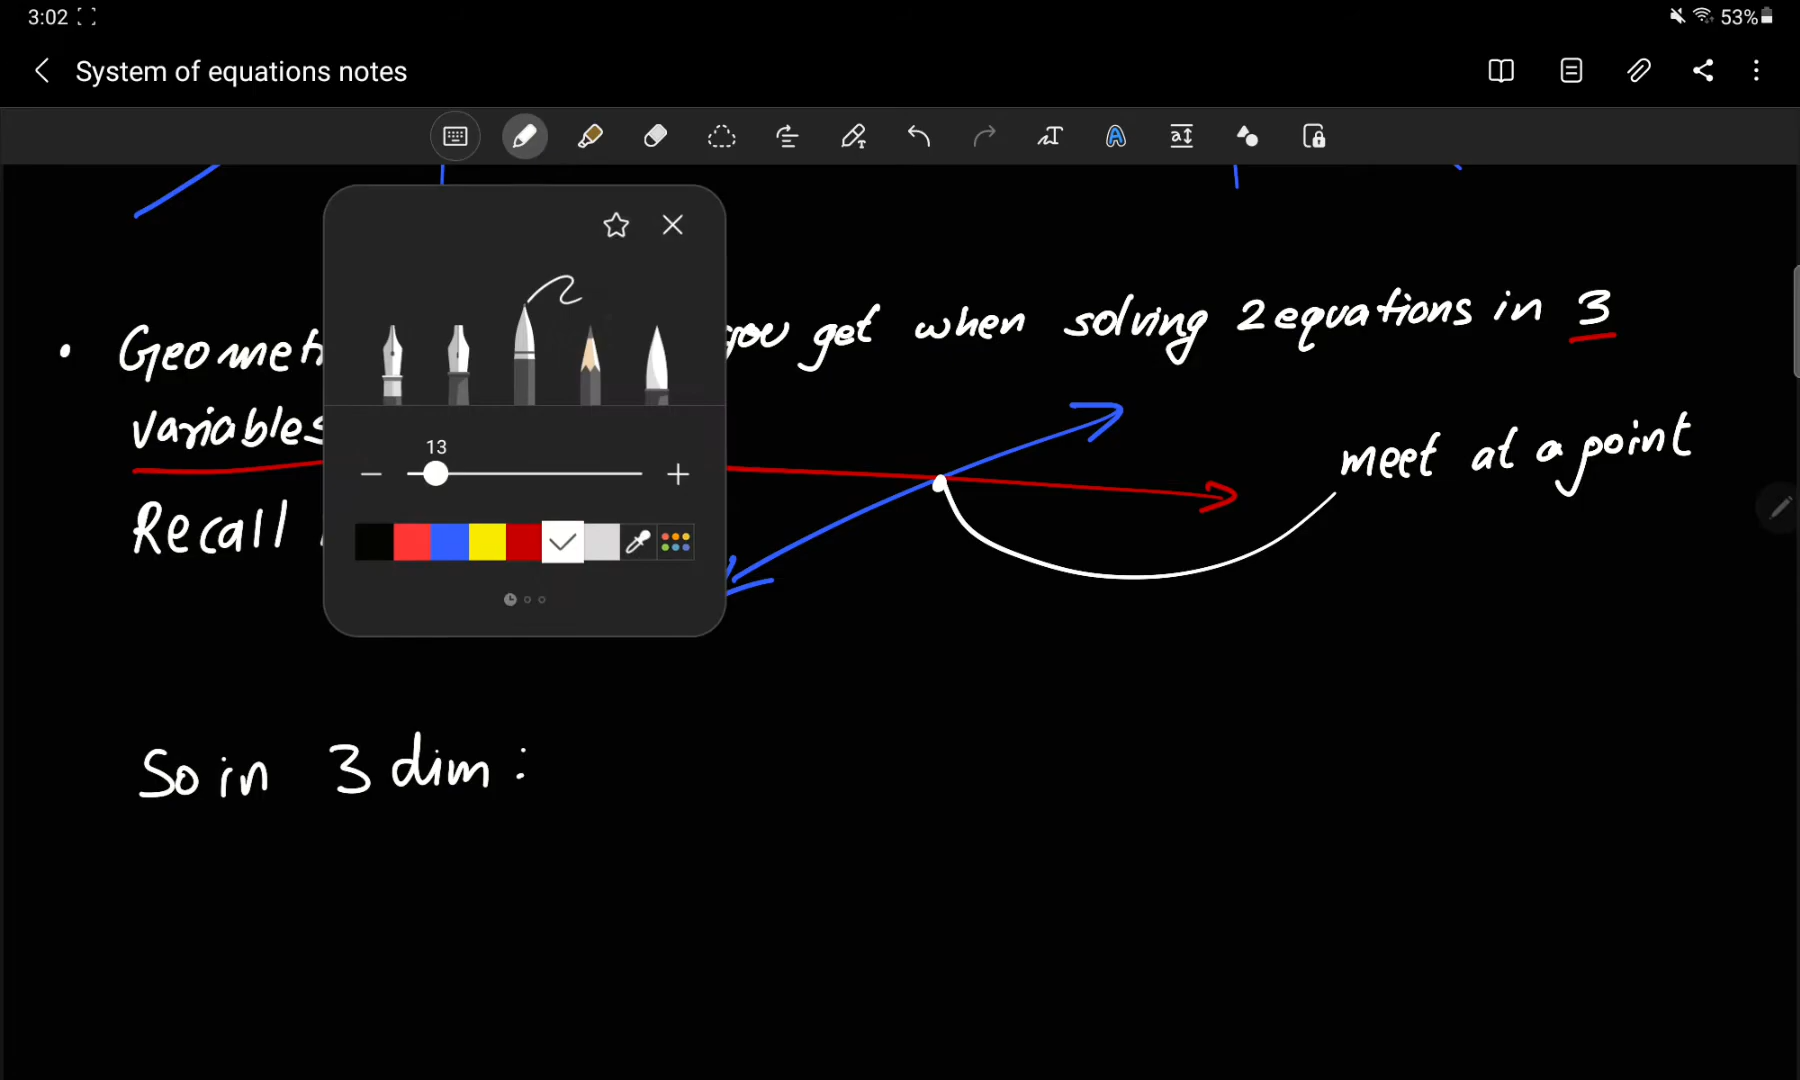 3:02
53%
System of equations notes
13
you get when solving 2 equations in 3
variables
meet at a point
Recall
So in 3 dim :